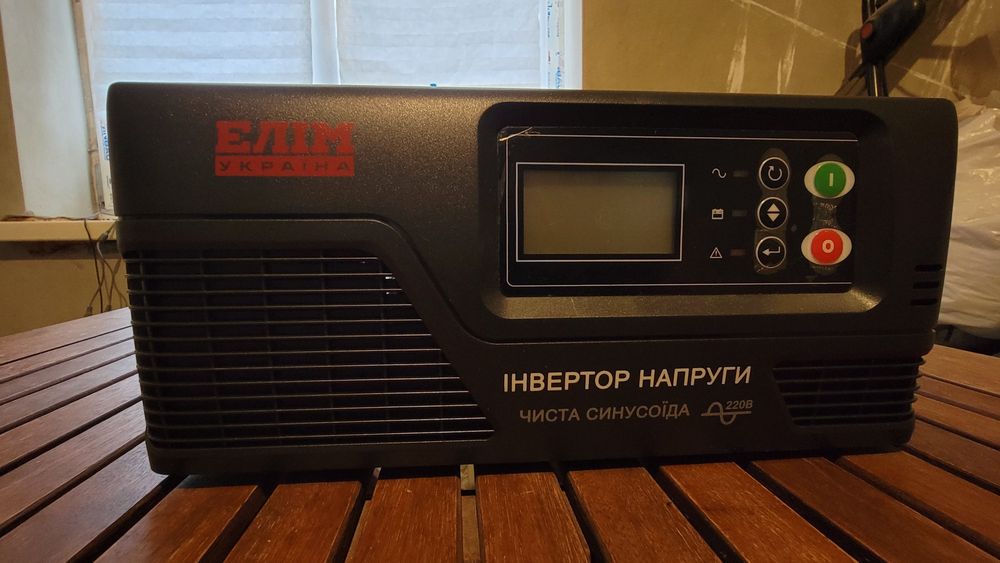 ЕЛІМ
УКРАЇНА
I
O
ІНВЕРТОР НАПРУГИ
ЧИСТА СИНУСОЇДА 220В